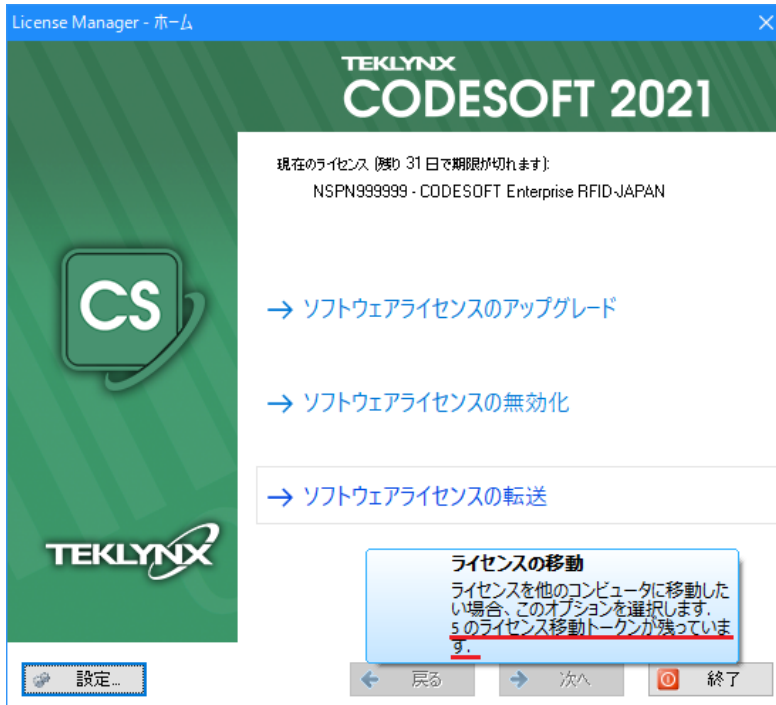 License Manager - ホーム
TEKLYNX
CODESOFT 2021
現在のライセンス (残り 31 日で期限が切れます):
NSPN999999 - CODESOFT Enterprise RFID-JAPAN
CS
→ ソフトウェアライセンスのアップグレード
→ ソフトウェアライセンスの無効化
→ ソフトウェアライセンスの転送
TEKLYNX
ライセンスの移動
ライセンスを他のコンピュータに移動した
い場合、このオプションを選択します.
5 のライセンス移動トークンが残っていま
す.
設定...
戻る
次へ
終了